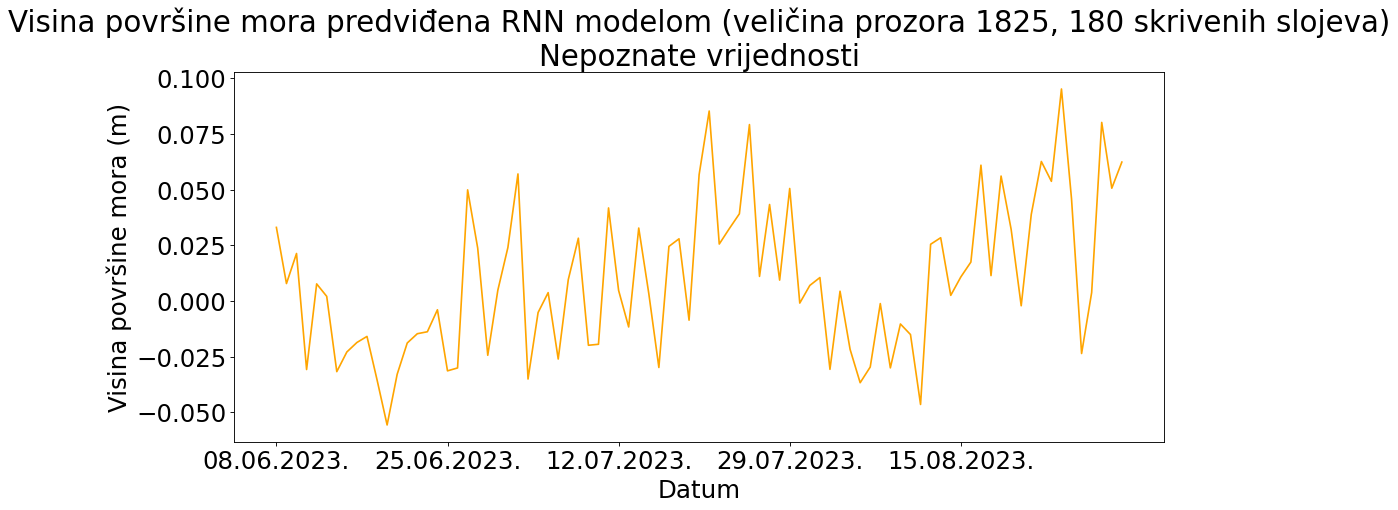 Visina površine mora predviđena RNN modelom (veličina prozora 1825, 180 skrivenih slojeva)
Nepoznate vrijednosti
Visina površine mora (m)
0.100
0.075
0.050
0.025
0.000
−0.025
−0.050
08.06.2023. 25.06.2023. 12.07.2023. 29.07.2023. 15.08.2023.
Datum